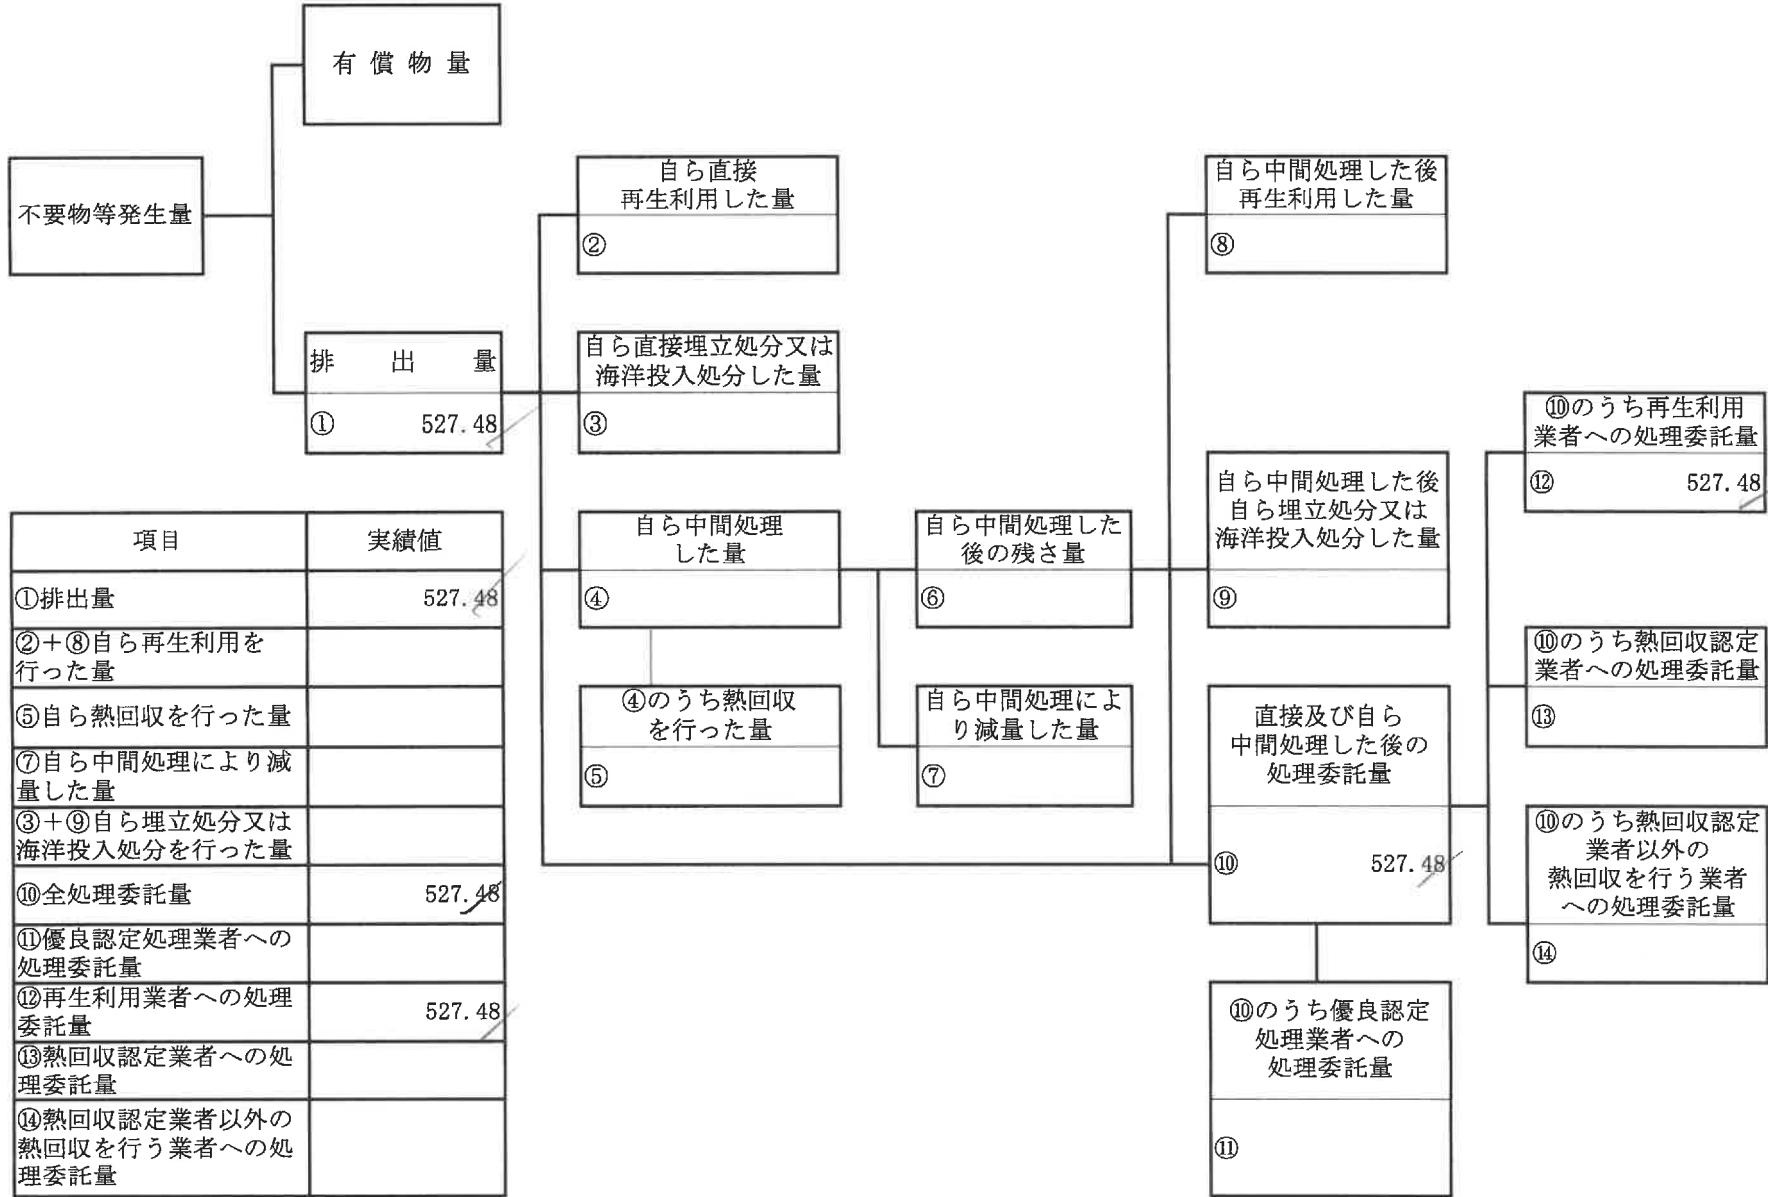 有 償 物 量
不要物等発生量
排 出 量
① 527.48
自ら直接
再生利用した量
②
自ら直接埋立処分又は
海洋投入処分した量
③
自ら中間処理
した量
④
④のうち熱回収
を行った量
⑤
自ら中間処理した
後の残さ量
⑥
自ら中間処理によ
り減量した量
⑦
自ら中間処理した後
再生利用した量
⑧
自ら中間処理した後
自ら埋立処分又は
海洋投入処分した量
⑨
直接及び自ら
中間処理した後の
処理委託量
⑩ 527.48
⑩のうち優良認定
処理業者への
処理委託量
⑪
⑩のうち再生利用
業者への処理委託量
⑫ 527.48
⑩のうち熱回収認定
業者への処理委託量
⑬
⑩のうち熱回収認定
業者以外の
熱回収を行う業者
への処理委託量
⑭
項目 実績値
①排出量 527.48
②+⑧自ら再生利用を
行った量
⑤自ら熱回収を行った量
⑦自ら中間処理により減
量した量
③+⑨自ら埋立処分又は
海洋投入処分を行った量
⑩全処理委託量 527.48
⑪優良認定処理業者への
処理委託量
⑫再生利用業者への処理
委託量 527.48
⑬熱回収認定業者への処
理委託量
⑭熱回収認定業者以外の
熱回収を行う業者への処
理委託量